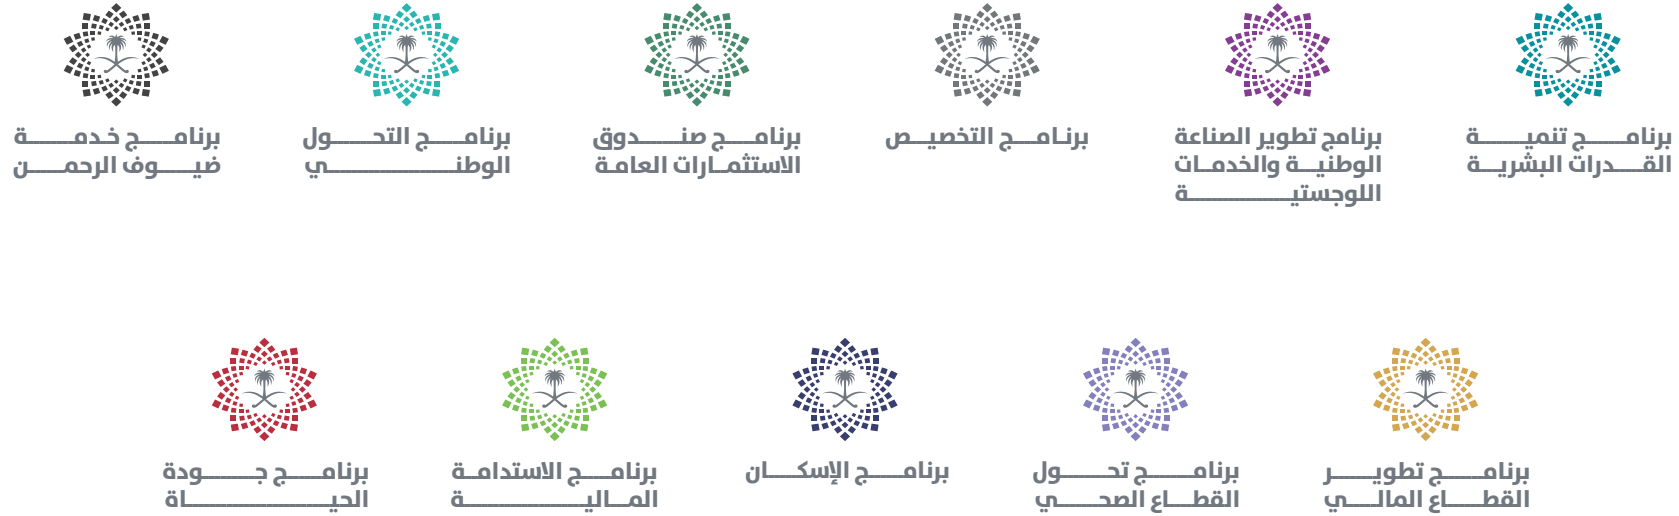 برنامج تنمية
القدرات البشرية
برنامج تطوير الصناعة
الوطنية والخدمات
اللوجستية
برنامج التخصيص
برنامج صندوق
الاستثمارات العامة
برنامج التحول
الوطني
برنامج خدمة
ضيوف الرحمن
برنامج تطوير
القطاع المالي
برنامج تحول
القطاع الصحي
برنامج الإسكان
برنامج الاستدامة
المالية
برنامج جودة
الحياة